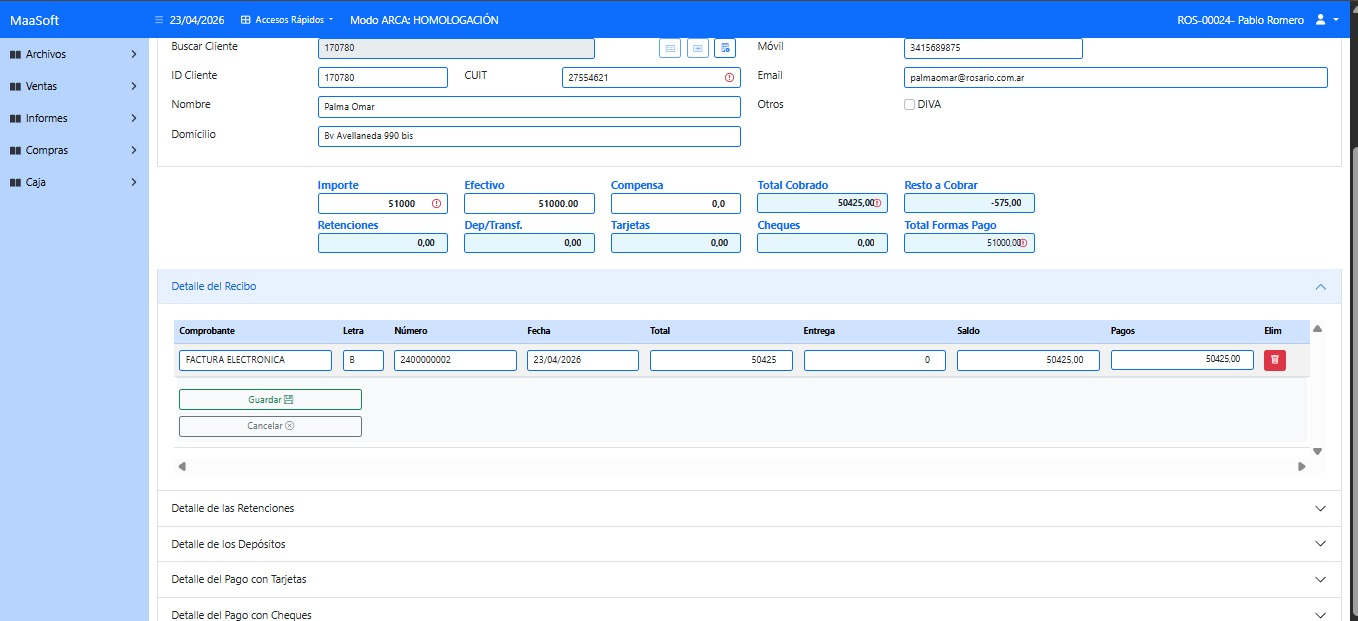 MaaSoft 23/04/2026 Accesos Rápidos Modo ARCA: HOMOLOGACIÓN ROS-00024- Pablo Romero
Archivos
Ventas
Informes
Compras
Caja
Buscar Cliente 170780 Móvil 3415689875
ID Cliente 170780 CUIT 27554621 Email palmaomar@rosario.com.ar
Nombre Palma Omar Otros DIVA
Domicilio Bv Avellaneda 990 bis
Importe Efectivo Compensa Total Cobrado Resto a Cobrar
51000 51000.00 0,0 50425,00 -575,00
Retenciones Dep/Transf. Tarjetas Cheques Total Formas Pago
0,00 0,00 0,00 0,00 51000,00
Detalle del Recibo
Comprobante Letra Número Fecha Total Entrega Saldo Pagos Elim
FACTURA ELECTRONICA B 2400000002 23/04/2026 50425 0 50425,00 50425,00
Guardar
Cancelar
Detalle de las Retenciones
Detalle de los Depósitos
Detalle del Pago con Tarjetas
Detalle del Pago con Cheques